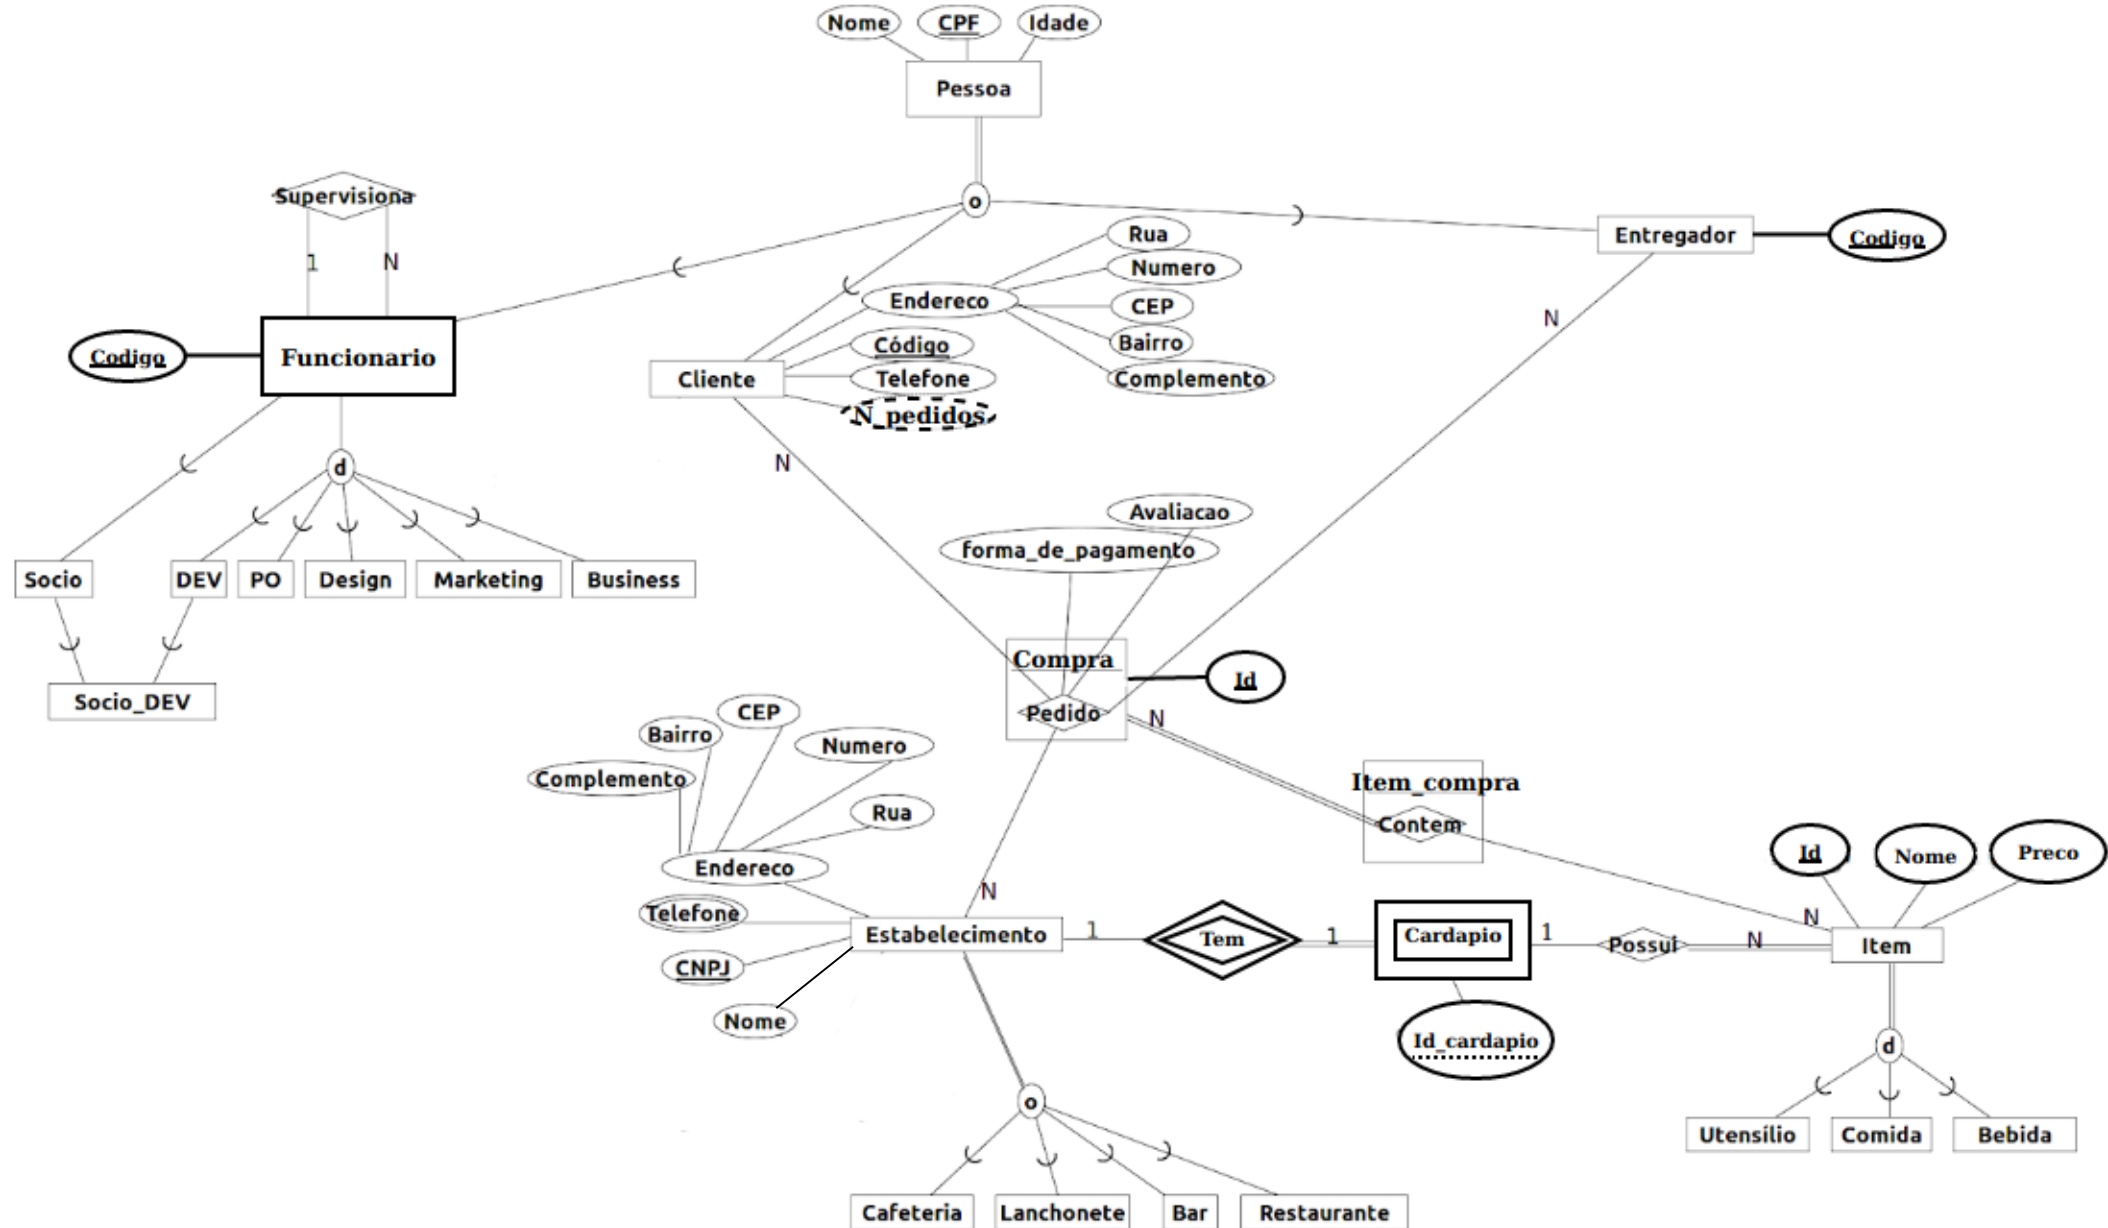 Nome
CPF
Idade
Pessoa
Supervisiona
1
N
o
Rua
Numero
CEP
Bairro
Complemento
Endereco
Entregador
Codigo
Codigo
Funcionario
Cliente
Código
Telefone
N_pedidos
N
N
d
Socio
DEV
PO
Design
Marketing
Business
Socio_DEV
Avaliacao
forma_de_pagamento
Compra
Id
Pedido
N
CEP
Bairro
Numero
Complemento
Rua
Endereco
Telefone
CNPJ
Nome
Item_compra
Contem
N
N
Estabelecimento
1
Tem
1
Cardapio
1
Possui
N
Item
Id
Nome
Preco
Id_cardapio
d
Utensílio
Comida
Bebida
o
Cafeteria
Lanchonete
Bar
Restaurante